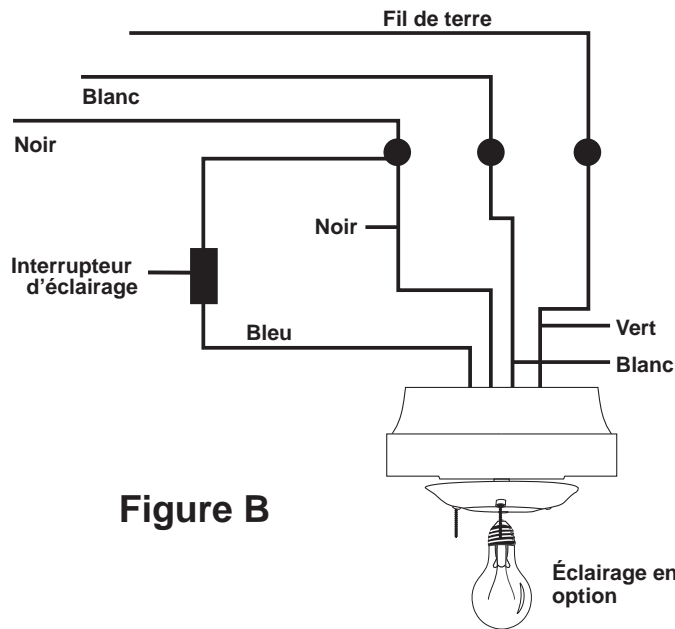 Fil de terre
Blanc
Noir
Noir
Interrupteur
d'éclairage
Bleu
Vert
Blanc
Figure B
Éclairage en
option